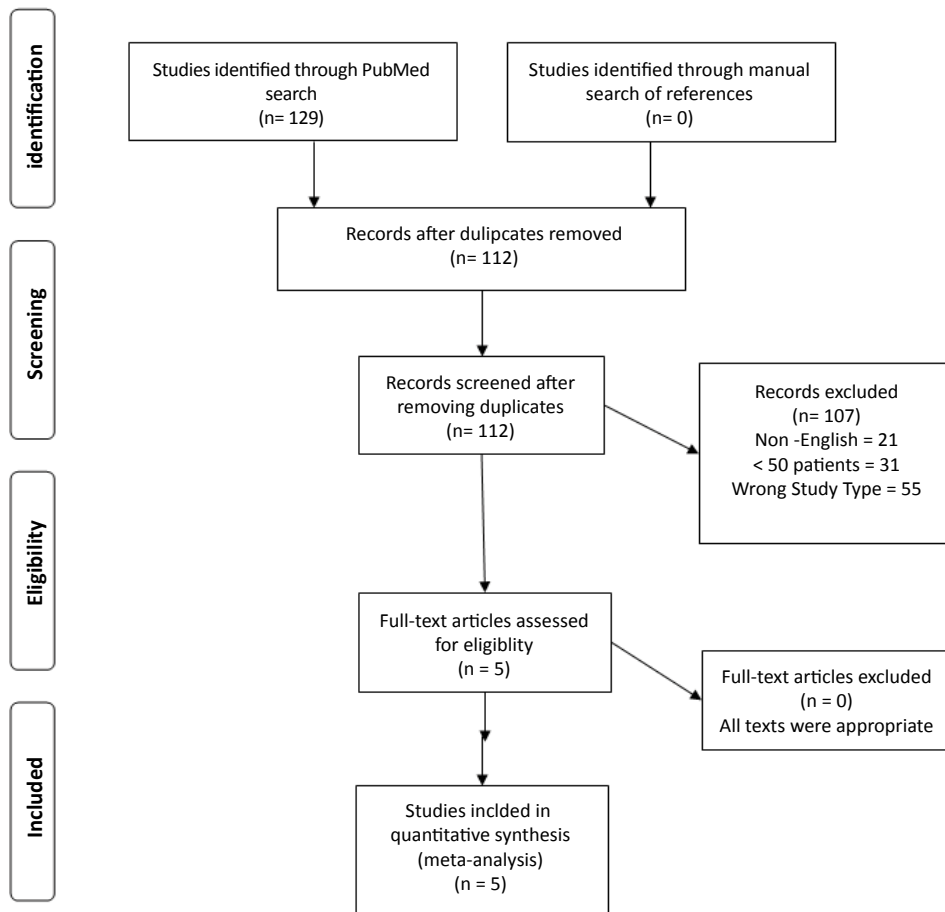 identification
Studies identified through PubMed
search
(n= 129)
Studies identified through manual
search of references
(n= 0)
Records after dulipcates removed
(n= 112)
Screening
Records screened after
removing duplicates
(n= 112)
Records excluded
(n= 107)
Non -English = 21
< 50 patients = 31
Wrong Study Type = 55
Eligibility
Full-text articles assessed
for eligiblity
(n = 5)
Full-text articles excluded
(n = 0)
All texts were appropriate
Included
Studies inclded in
quantitative synthesis
(meta-analysis)
(n = 5)